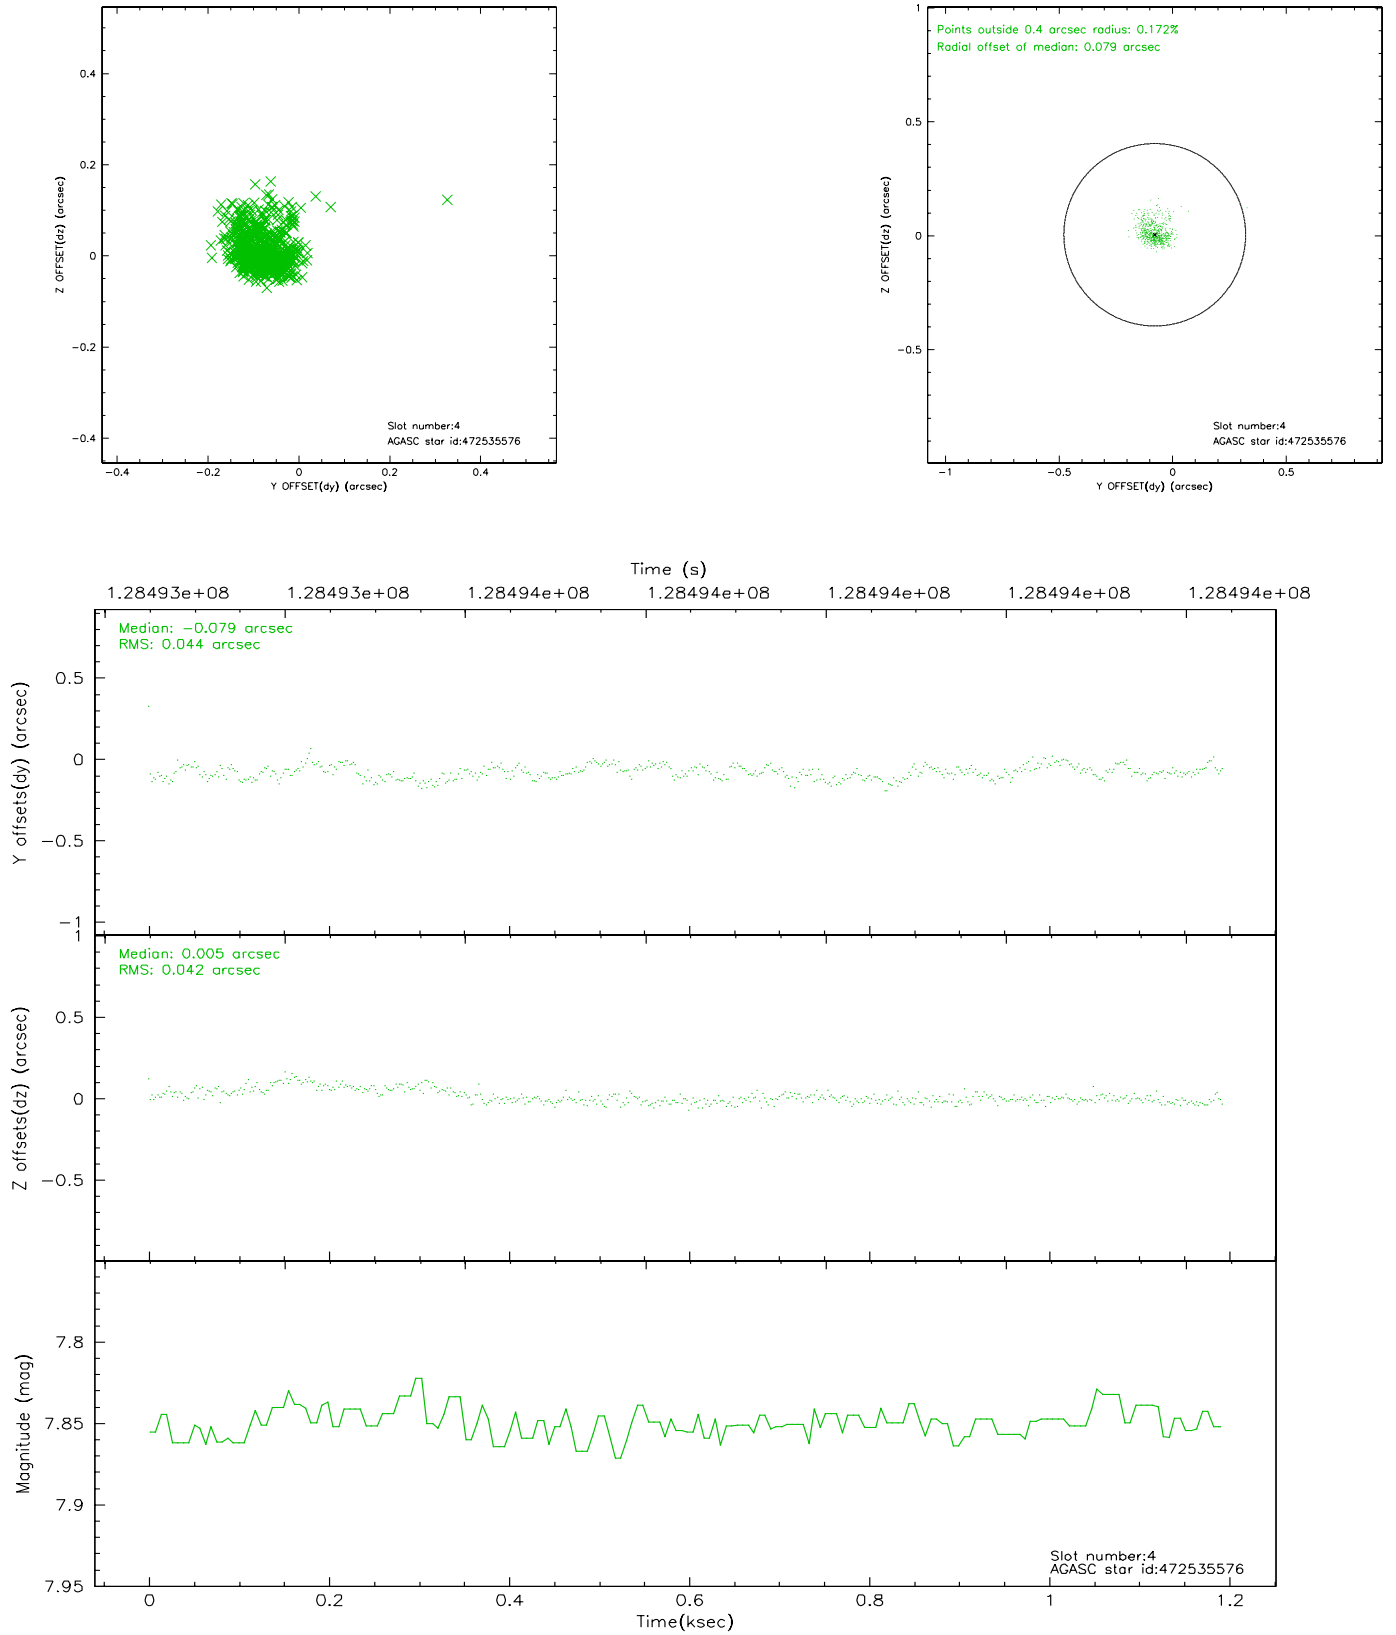 0.4
0.2
0
−0.2
−0.4
Z OFFSET(dz) (arcsec)
Slot number:4
AGASC star id:472535576
−0.4 −0.2 0 0.2 0.4
Y OFFSET(dy) (arcsec)
Points outside 0.4 arcsec radius: 0.172%
Radial offset of median: 0.079 arcsec
1
0.5
0
−0.5
Z OFFSET(dz) (arcsec)
Slot number:4
AGASC star id:472535576
−1 −0.5 0 0.5
Y OFFSET(dy) (arcsec)
Time (s)
1.28493e+08 1.28493e+08 1.28494e+08 1.28494e+08 1.28494e+08 1.28494e+08 1.28494e+08
Median: −0.079 arcsec
RMS: 0.044 arcsec
0.5
0
−0.5
−1
Y offsets(dy) (arcsec)
Median: 0.005 arcsec
RMS: 0.042 arcsec
1
0.5
0
−0.5
Z offsets(dz) (arcsec)
7.8
7.85
7.9
7.95
Magnitude (mag)
Slot number:4
AGASC star id:472535576
0 0.2 0.4 0.6 0.8 1 1.2
Time(ksec)